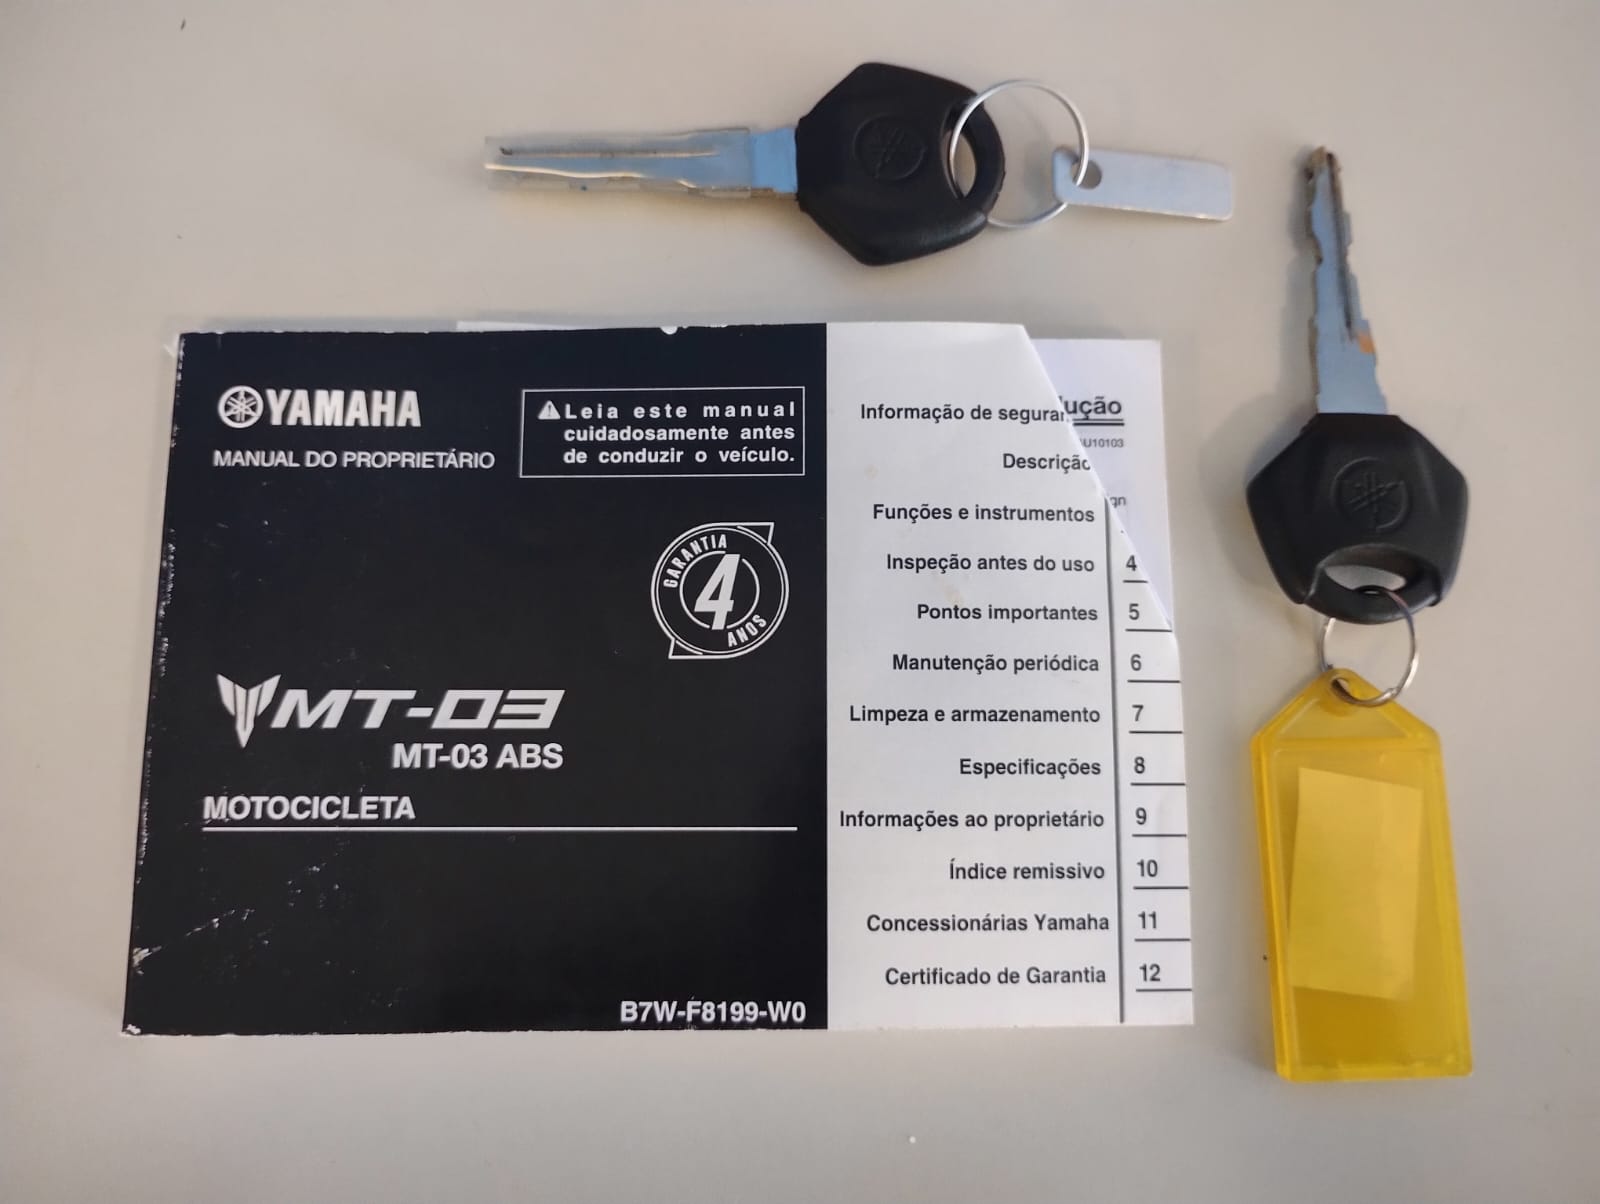 YAMAHA
MANUAL DO PROPRIETÁRIO
Leia este manual
cuidadosamente antes
de conduzir o veículo.
GARANTIA
4
ANOS
MT-03
MT-03 ABS
MOTOCICLETA
B7W-F8199-W0
Informação de segura
ução
U10103
Descriçã
gn
Funções e instrumentos
Inspeção antes do uso 4
Pontos importantes 5
Manutenção periódica 6
Limpeza e armazenamento 7
Especificações 8
Informações ao proprietário 9
Índice remissivo 10
Concessionárias Yamaha 11
Certificado de Garantia 12